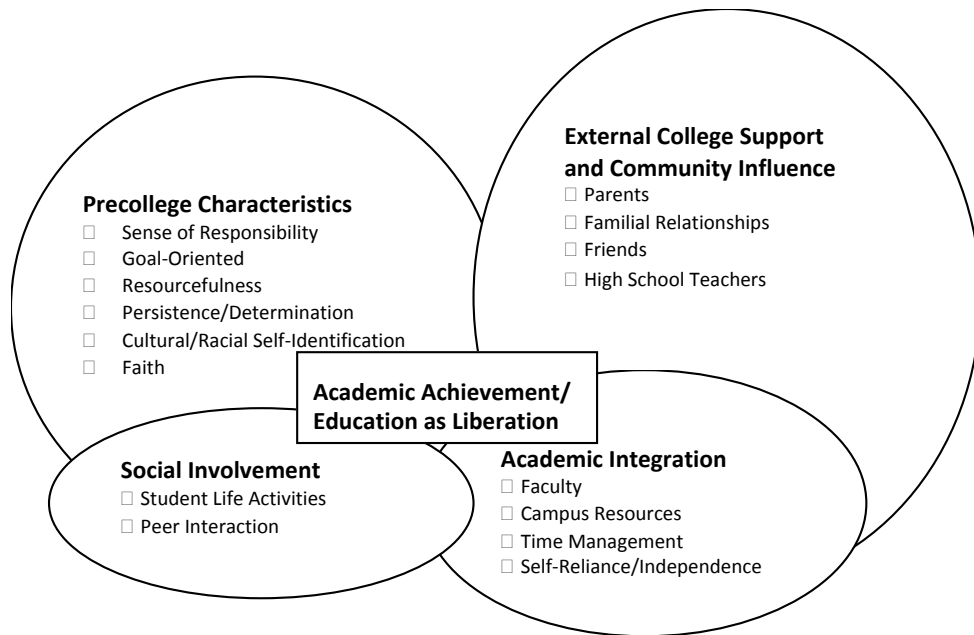 Precollege Characteristics
Sense of Responsibility
Goal-Oriented
Resourcefulness
Persistence/Determination
Cultural/Racial Self-Identification
Faith
External College Support
and Community Influence
Parents
Familial Relationships
Friends
High School Teachers
Academic Achievement/
Education as Liberation
Social Involvement
Student Life Activities
Peer Interaction
Academic Integration
Faculty
Campus Resources
Time Management
Self-Reliance/Independence